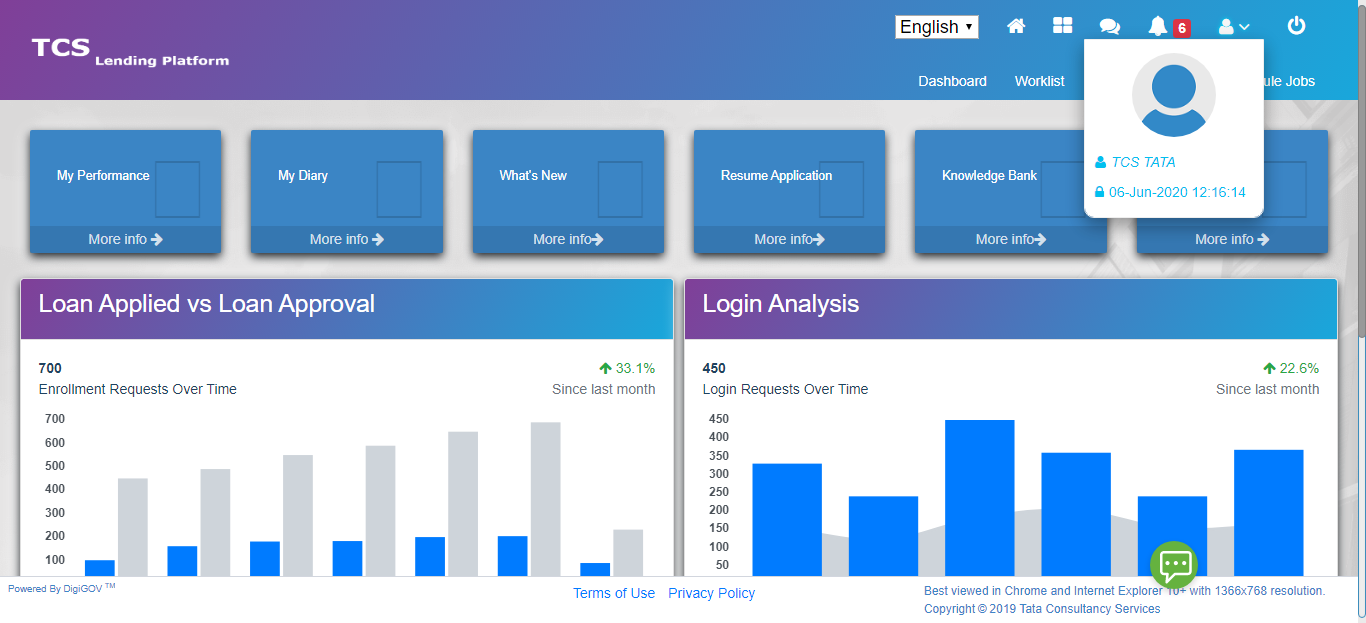 English
6
TCS Lending Platform
Dashboard
Worklist
ule Jobs
TCS TATA
06-Jun-2020 12:16:14
My Performance
My Diary
What's New
Resume Application
Knowledge Bank
More info
More info
More info
More info
More info
More info
Loan Applied vs Loan Approval
700
33.1%
Enrollment Requests Over Time
Since last month
700
600
500
400
300
200
100
Login Analysis
450
22.6%
Login Requests Over Time
Since last month
450
400
350
300
250
200
150
100
50
Powered By DigiGOV TM
Terms of Use
Privacy Policy
Best viewed in Chrome and Internet Explorer 10+ with 1366x768 resolution.
Copyright © 2019 Tata Consultancy Services